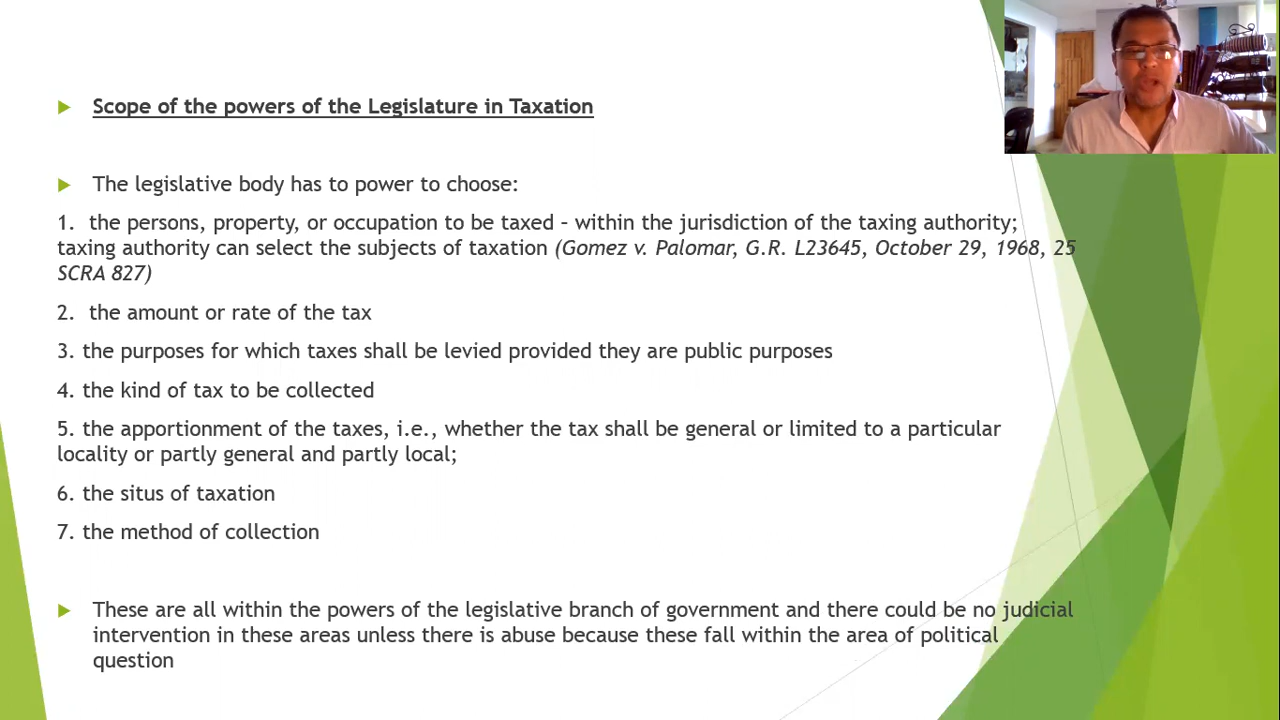 Scope of the powers of the Legislature in Taxation
The legislative body has to power to choose:
1. the persons, property, or occupation to be taxed – within the jurisdiction of the taxing authority;
taxing authority can select the subjects of taxation (Gomez v. Palomar, G.R. L23645, October 29, 1968, 25
SCRA 827)
2. the amount or rate of the tax
3. the purposes for which taxes shall be levied provided they are public purposes
4. the kind of tax to be collected
5. the apportionment of the taxes, i.e., whether the tax shall be general or limited to a particular
locality or partly general and partly local;
6. the situs of taxation
7. the method of collection
These are all within the powers of the legislative branch of government and there could be no judicial
intervention in these areas unless there is abuse because these fall within the area of political
question